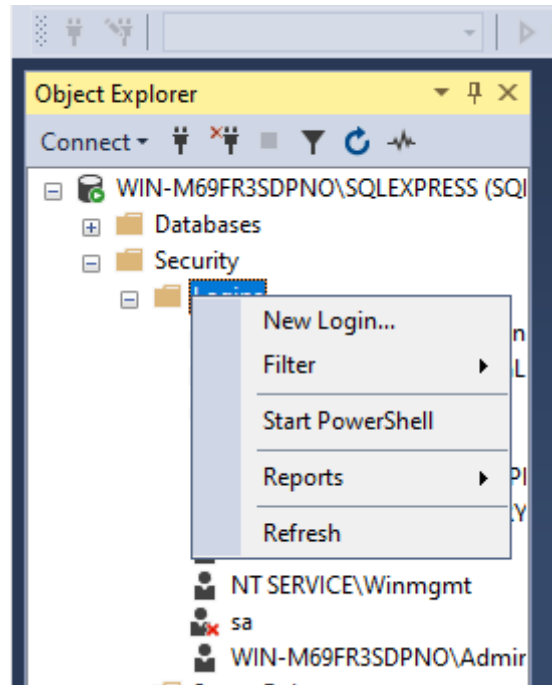 Object Explorer
Connect
WIN-M69FR3SDPNO\SQLEXPRESS (SQ
Databases
Security
New Login...
Filter
Start PowerShell
Reports
Refresh
NT SERVICE\Winmgmt
sa
WIN-M69FR3SDPNO\Admir